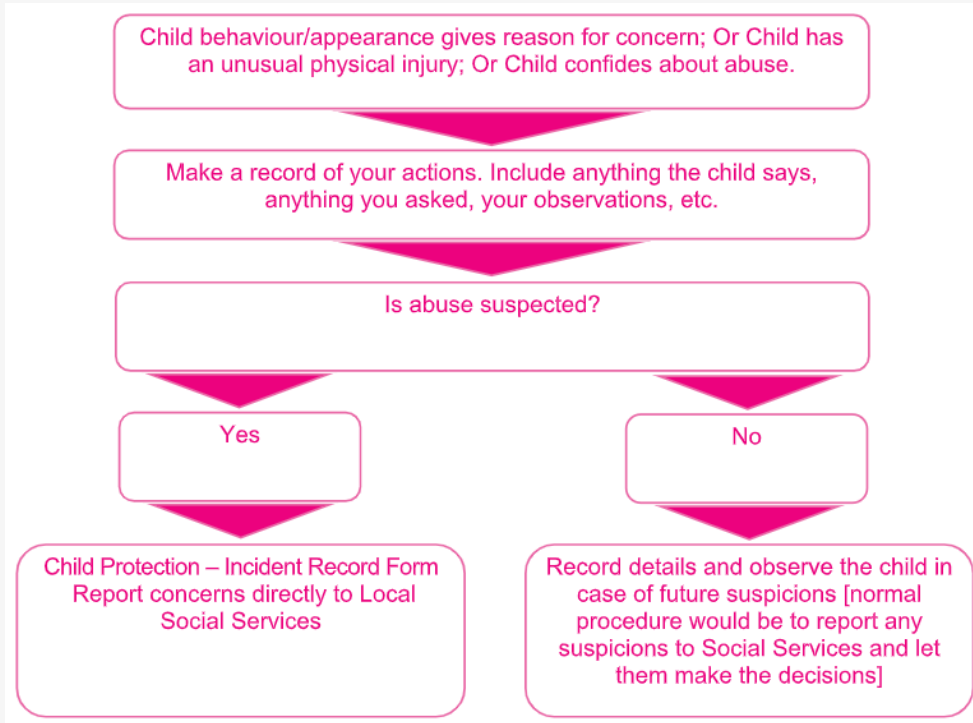 Child behaviour/appearance gives reason for concern; Or Child has
an unusual physical injury; Or Child confides about abuse.
Make a record of your actions. Include anything the child says,
anything you asked, your observations, etc.
Is abuse suspected?
Yes
No
Child Protection – Incident Record Form
Report concerns directly to Local
Social Services
Record details and observe the child in
case of future suspicions [normal
procedure would be to report any
suspicions to Social Services and let
them make the decisions]